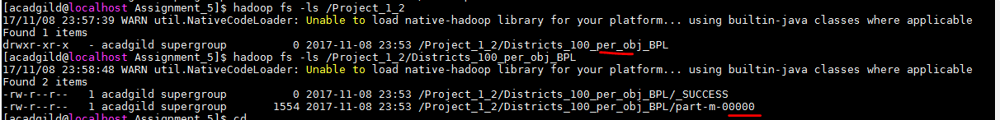 [acadgild@localhost Assignment_5]$ hadoop fs -ls /Project_1_2
17/11/08 23:57:39 WARN util.NativeCodeLoader: Unable to load native-hadoop library for your platform... using builtin-java classes where applicable
Found 1 items
drwxr-xr-x - acadgild supergroup 0 2017-11-08 23:53 /Project_1_2/Districts_100_per_obj_BPL
[acadgild@localhost Assignment_5]$ hadoop fs -ls /Project_1_2/Districts_100_per_obj_BPL
17/11/08 23:58:48 WARN util.NativeCodeLoader: Unable to load native-hadoop library for your platform... using builtin-java classes where applicable
Found 2 items
-rw-r--r-- 1 acadgild supergroup 0 2017-11-08 23:53 /Project_1_2/Districts_100_per_obj_BPL/_SUCCESS
-rw-r--r-- 1 acadgild supergroup 1554 2017-11-08 23:53 /Project_1_2/Districts_100_per_obj_BPL/part-m-00000
[acadgild@localhost Assignment_5]$ cd